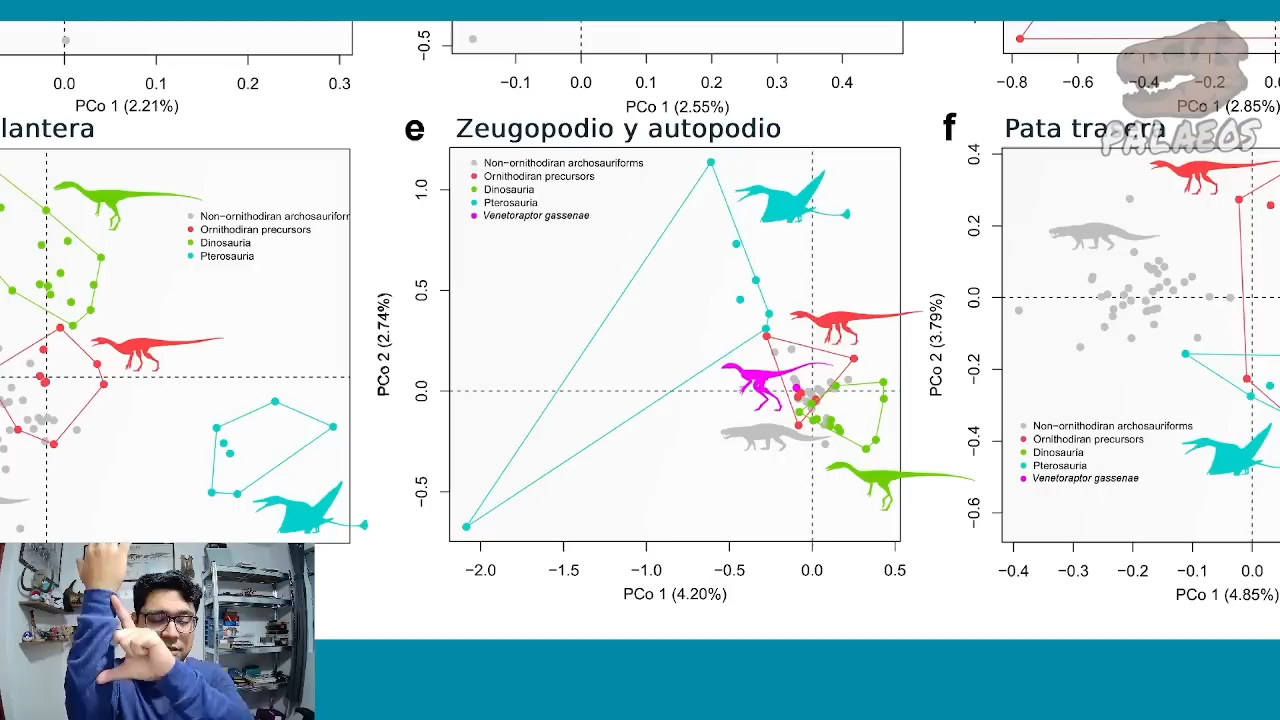 0.0 0.1 0.2 0.3
PCo 1 (2.21%)
−0.5
−0.1 0.0 0.1 0.2 0.3 0.4
PCo 1 (2.55%)
−0.8 −0.6 −0.4 −0.2 0.0
PCo 1 (2.85%)
PALAEOS
lantera
Non−ornithodiran archosauriforr
Ornithodiran precursors
Dinosauria
Pterosauria
e Zeugopodio y autopodio
Non−ornithodiran archosauriforms
Ornithodiran precursors
Dinosauria
Pterosauria
Venetoraptor gassenae
PCo 2 (2.74%)
1.0
0.5
0.0
−0.5
−2.0 −1.5 −1.0 −0.5 0.0 0.5
PCo 1 (4.20%)
f Pata trasera
PCo 2 (3.79%)
0.4
0.2
0.0
−0.2
−0.4
−0.6
Non−ornithodiran archosauriforms
Ornithodiran precursors
Dinosauria
Pterosauria
Venetoraptor gassenae
−0.4 −0.3 −0.2 −0.1 0.0
PCo 1 (4.85%)